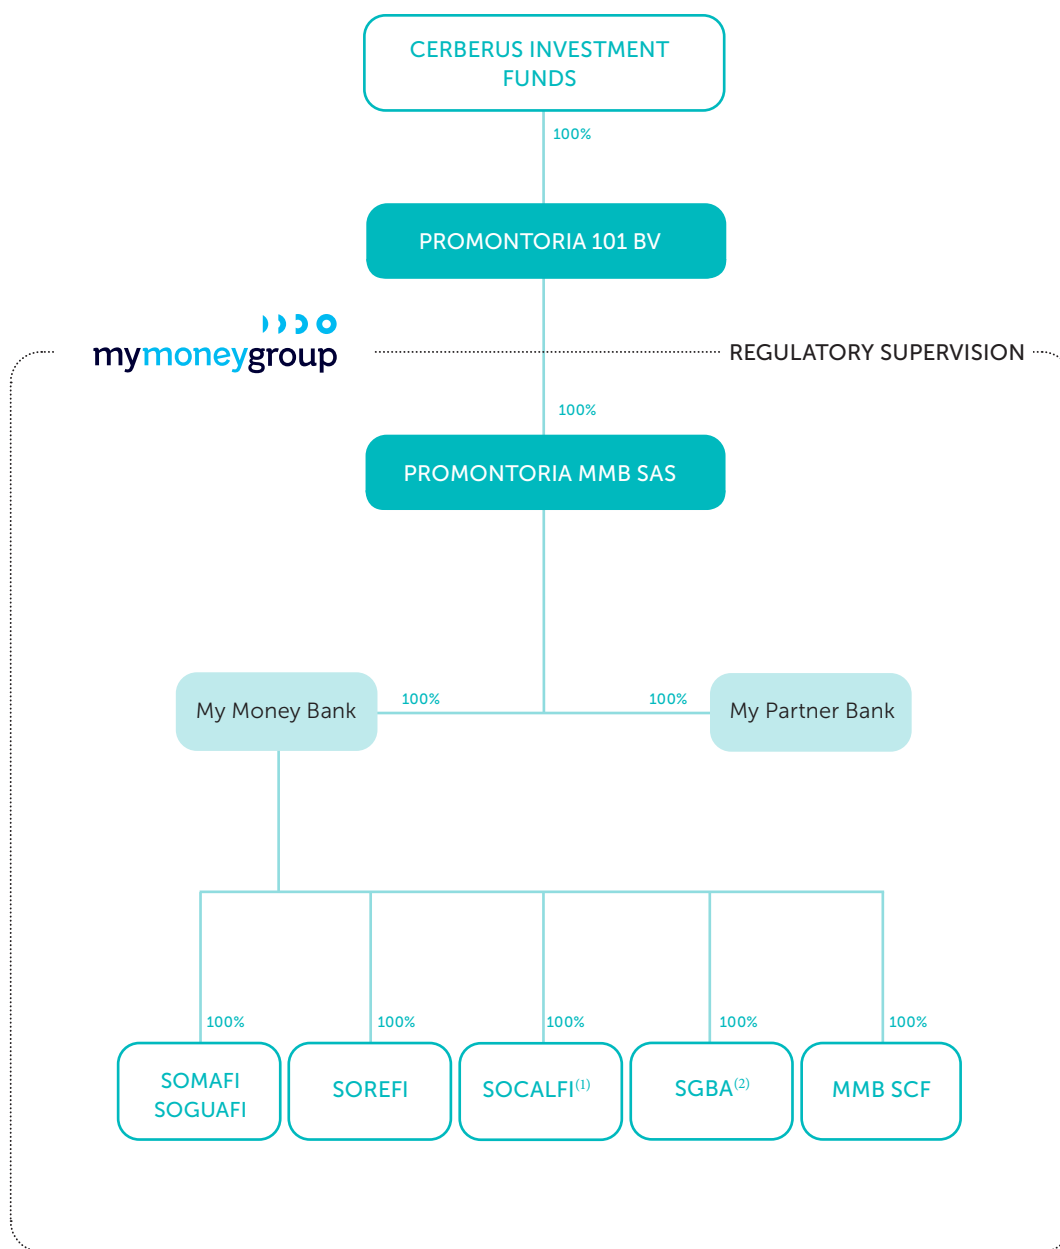 CERBERUS INVESTMENT
FUNDS
100%
PROMONTORIA 101 BV
mymoneygroup
REGULATORY SUPERVISION
100%
PROMONTORIA MMB SAS
My Money Bank
100%
100%
My Partner Bank
100%
100%
100%
100%
100%
SOMAFI
SOGUAFI
SOREFI
SOCALFI(1)
SGBA(2)
MMB SCF